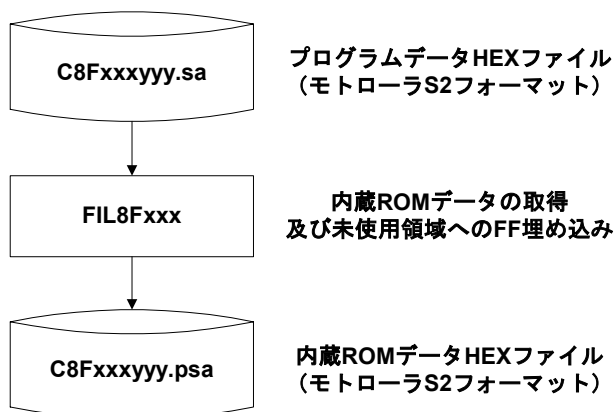 C8Fxxxyyy.sa
プログラムデータHEXファイル
（モトローラS2フォーマット）
FIL8Fxxx
内蔵ROMデータの取得
及び未使用領域へのFF埋め込み
C8Fxxxyyy.psa
内蔵ROMデータHEXファイル
（モトローラS2フォーマット）